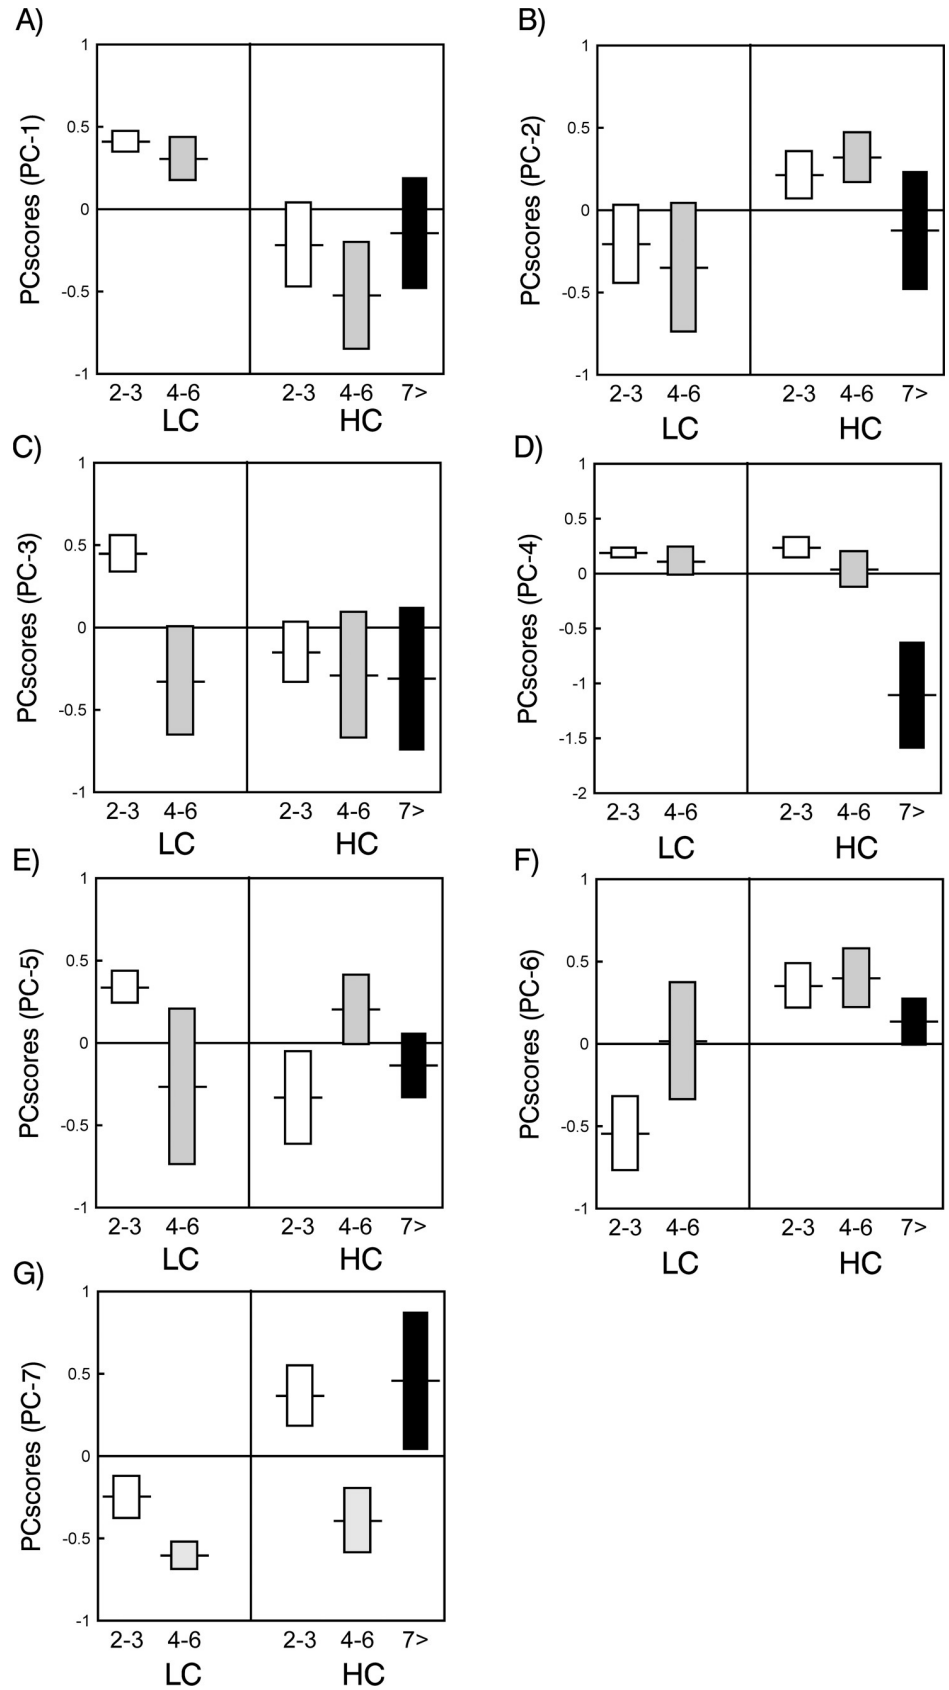 A)
PCscores (PC-1)
1
0.5
0
-0.5
-1
2-3 4-6 2-3 4-6 7>
LC HC
B)
PCscores (PC-2)
1
0.5
0
-0.5
-1
2-3 4-6 2-3 4-6 7>
LC HC
C)
PCscores (PC-3)
1
0.5
0
-0.5
-1
2-3 4-6 2-3 4-6 7>
LC HC
D)
PCscores (PC-4)
1
0.5
0
-0.5
-1
-1.5
-2
2-3 4-6 2-3 4-6 7>
LC HC
E)
PCscores (PC-5)
1
0.5
0
-0.5
-1
2-3 4-6 2-3 4-6 7>
LC HC
F)
PCscores (PC-6)
1
0.5
0
-0.5
-1
2-3 4-6 2-3 4-6 7>
LC HC
G)
PCscores (PC-7)
1
0.5
0
-0.5
-1
2-3 4-6 2-3 4-6 7>
LC HC